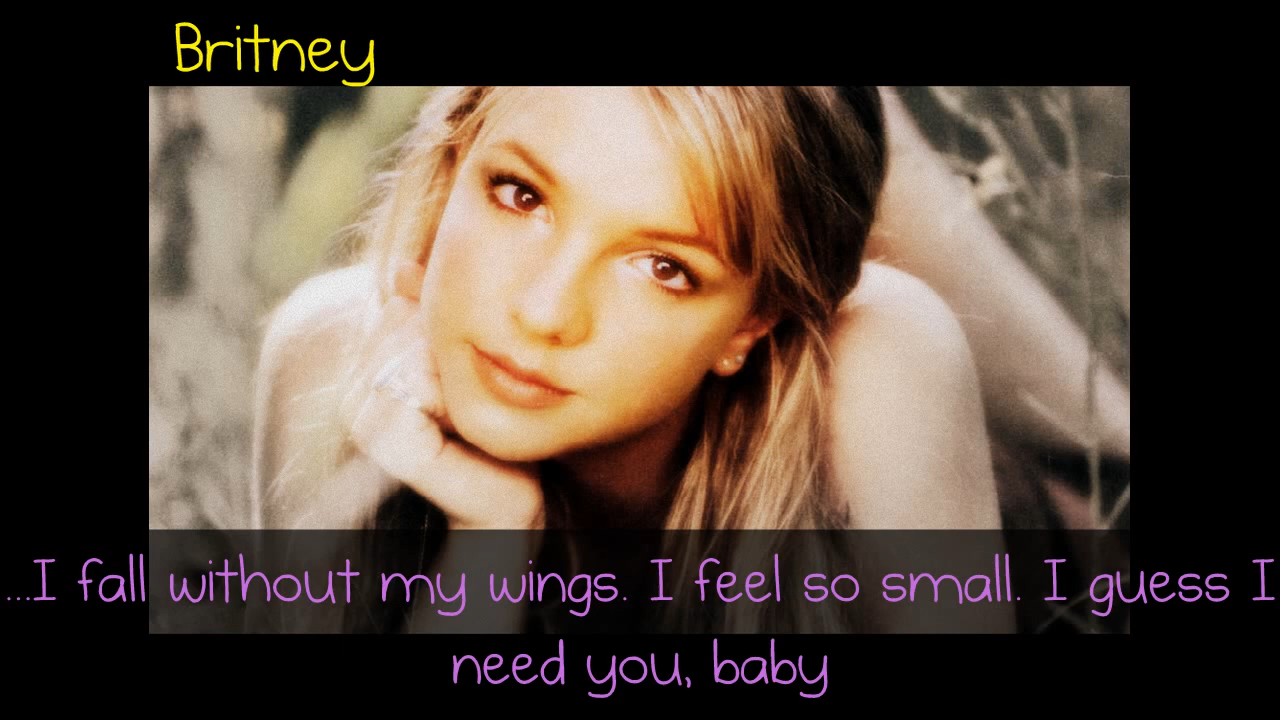 Britney
...I fall without my wings. I feel so small. I guess I
need you, baby